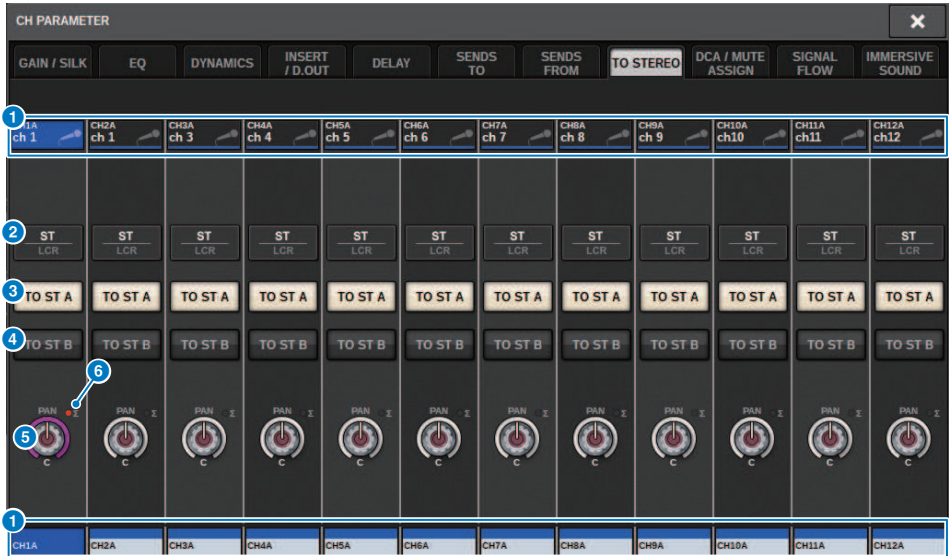 CH PARAMETER
GAIN / SILK EQ DYNAMICS INSERT / D.OUT DELAY SENDS TO SENDS FROM TO STEREO DCA / MUTE ASSIGN SIGNAL FLOW IMMERSIVE SOUND
1
CH1A CH2A CH3A CH4A CH5A CH6A CH7A CH8A CH9A CH10A CH11A CH12A
ch 1 ch 1 ch 3 ch 4 ch 5 ch 6 ch 7 ch 8 ch 9 ch10 ch11 ch12
2 ST ST ST ST ST ST ST ST ST ST ST ST
LCR LCR LCR LCR LCR LCR LCR LCR LCR LCR LCR LCR
3 TO ST A TO ST A TO ST A TO ST A TO ST A TO ST A TO ST A TO ST A TO ST A TO ST A TO ST A TO ST A
4 TO ST B TO ST B TO ST B TO ST B TO ST B TO ST B TO ST B TO ST B TO ST B TO ST B TO ST B TO ST B
6
PAN Σ PAN Σ PAN Σ PAN Σ PAN Σ PAN Σ PAN Σ PAN Σ PAN Σ PAN Σ PAN Σ PAN Σ
5
C C C C C C C C C C C C
1
CH1A CH2A CH3A CH4A CH5A CH6A CH7A CH8A CH9A CH10A CH11A CH12A